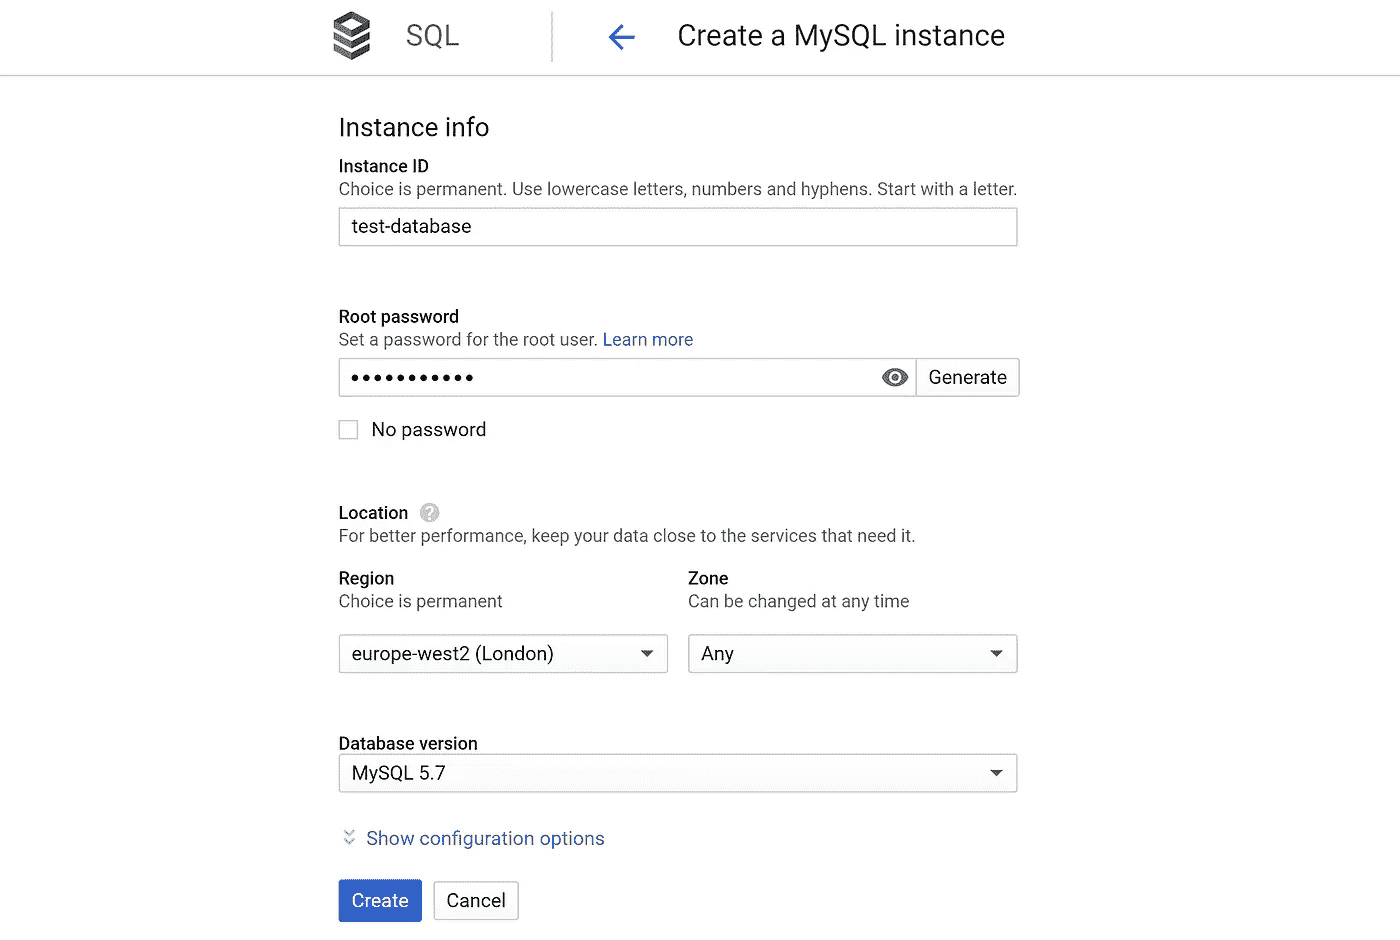 SQL
Create a MySQL instance
Instance info
Instance ID
Choice is permanent. Use lowercase letters, numbers and hyphens. Start with a letter.
test-database
Root password
Set a password for the root user. Learn more
•••••••••••
Generate
No password
Location
For better performance, keep your data close to the services that need it.
Region
Choice is permanent
europe-west2 (London)
Zone
Can be changed at any time
Any
Database version
MySQL 5.7
Show configuration options
Create
Cancel